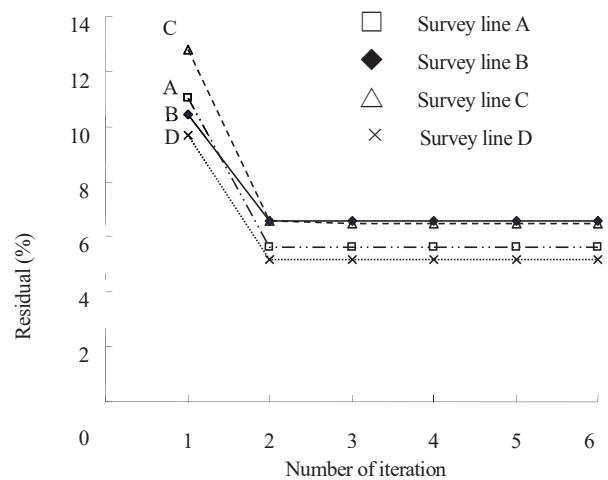 14
12
10
8
6
4
2
0
Residual (%)
C
A
B
D
Survey line A
Survey line B
Survey line C
Survey line D
1 2 3 4 5 6
Number of iteration